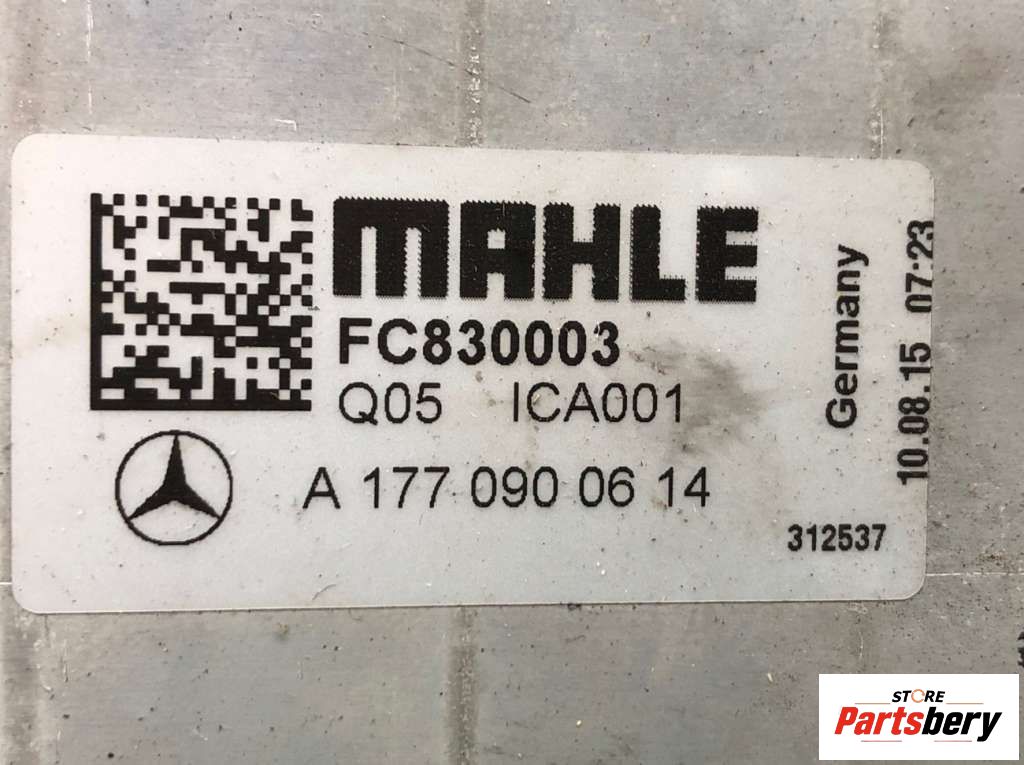 MAHLE
FC830003
Q05 ICA001
A 177 090 06 14
Germany
10.08.15 07:23
312537
STORE
Partsbery